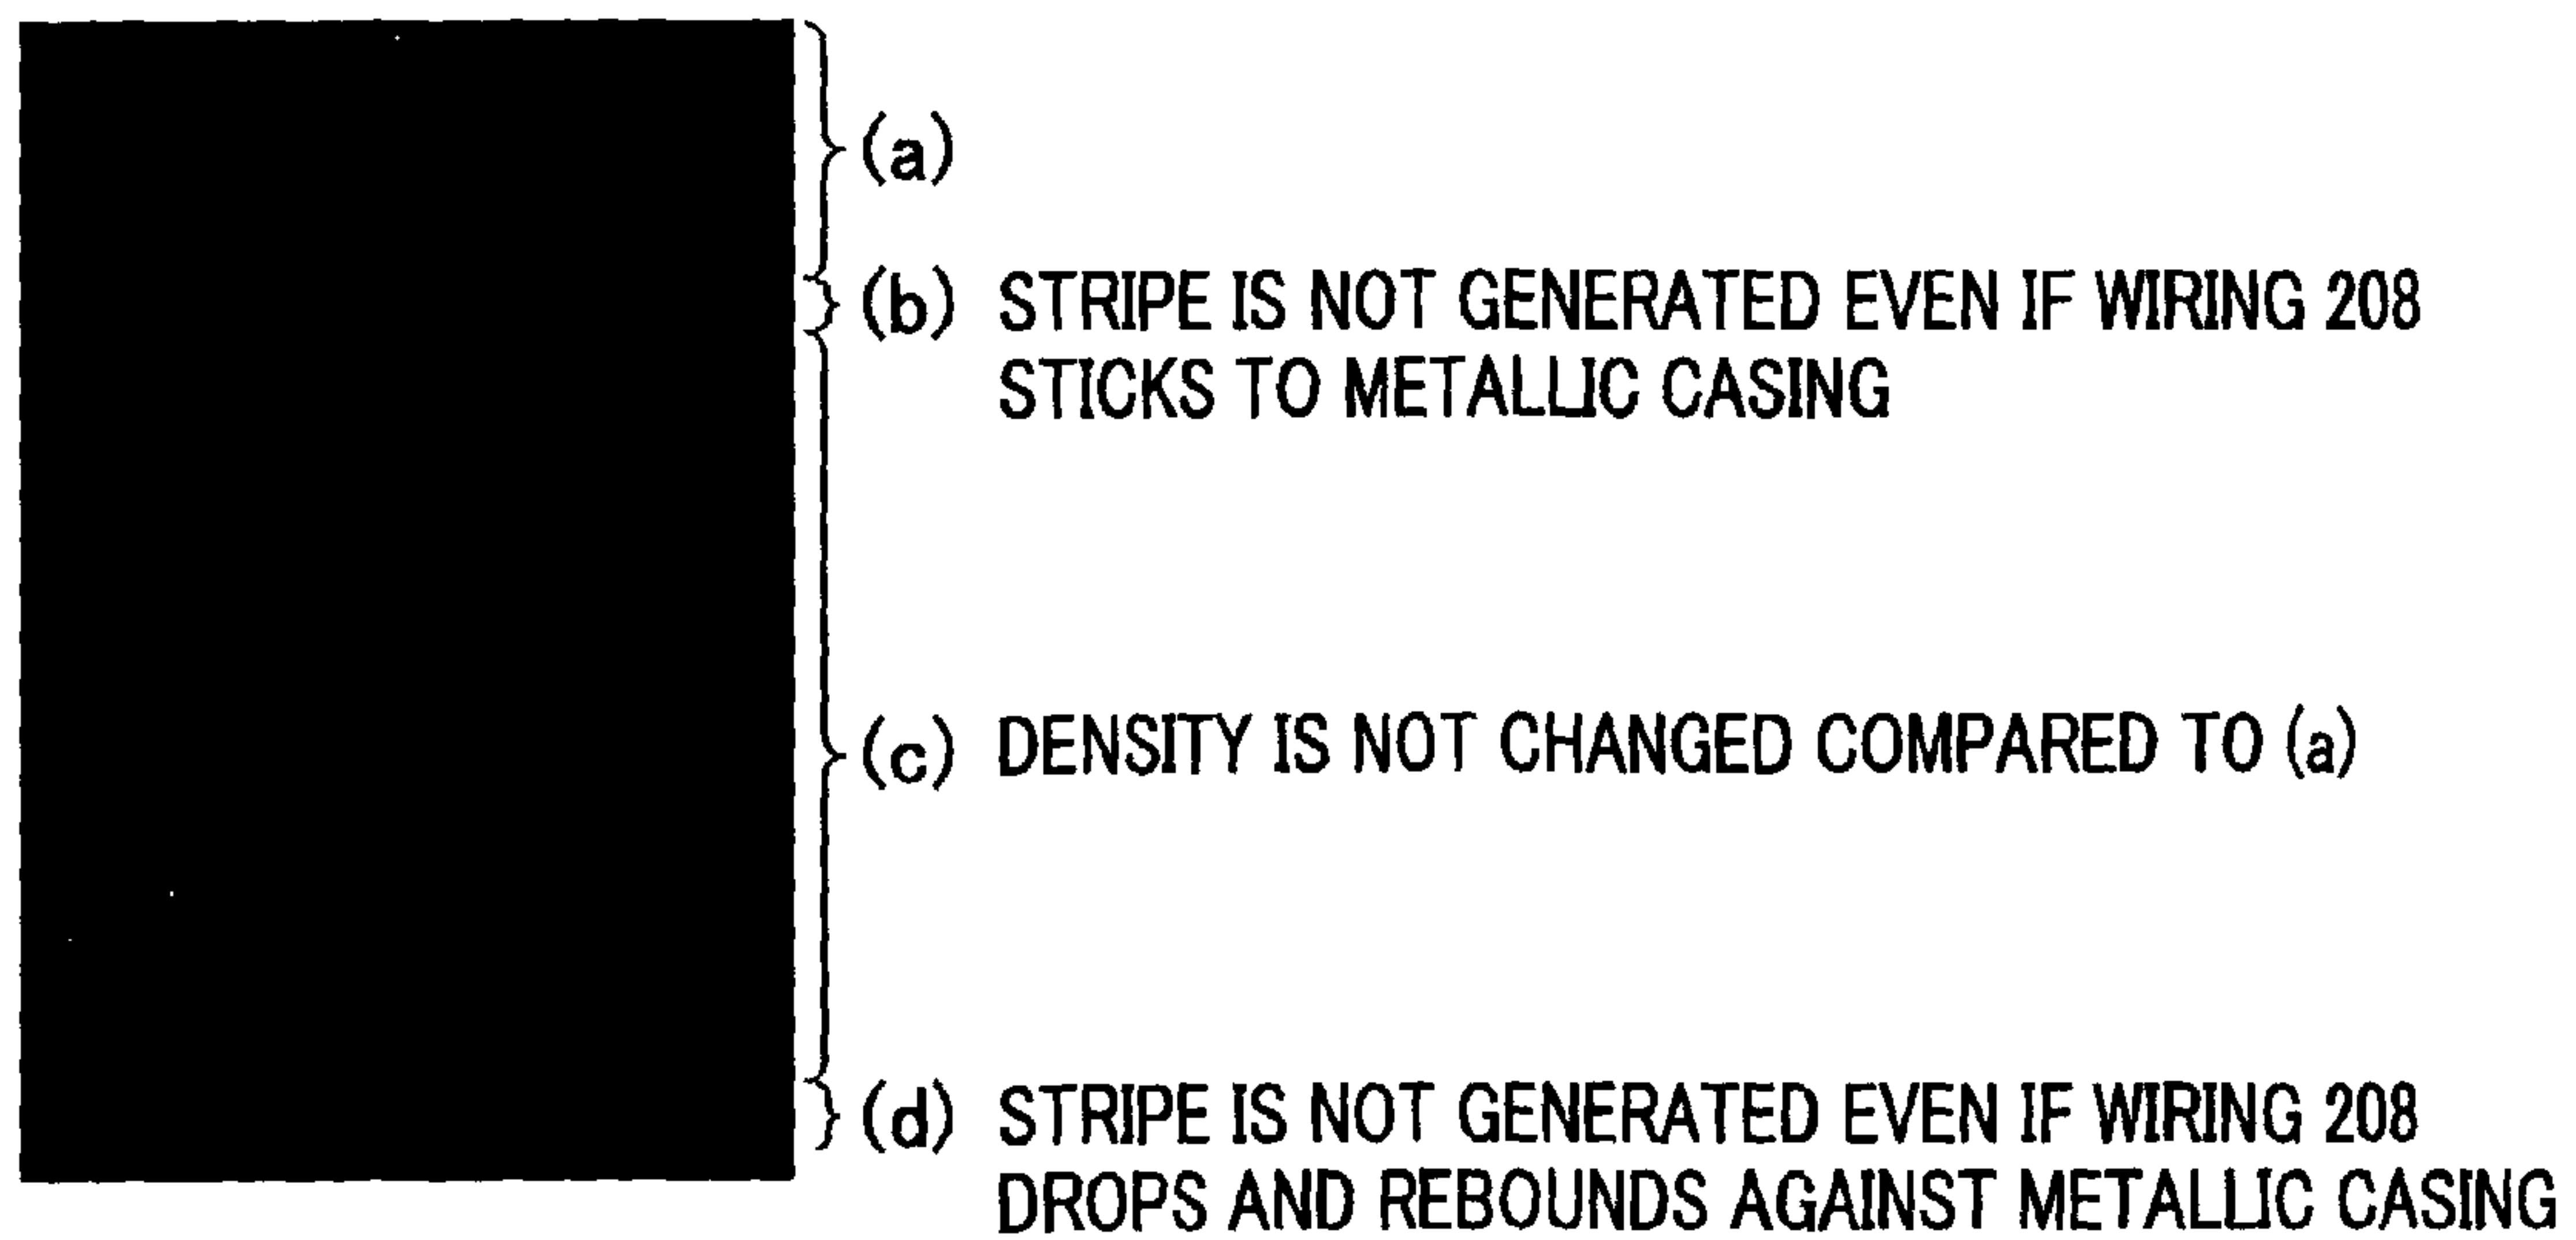 (a)
(b) STRIPE IS NOT GENERATED EVEN IF WIRING 208
STICKS TO METALLIC CASING
(c) DENSITY IS NOT CHANGED COMPARED TO (a)
(d) STRIPE IS NOT GENERATED EVEN IF WIRING 208
DROPS AND REBOUNDS AGAINST METALLIC CASING